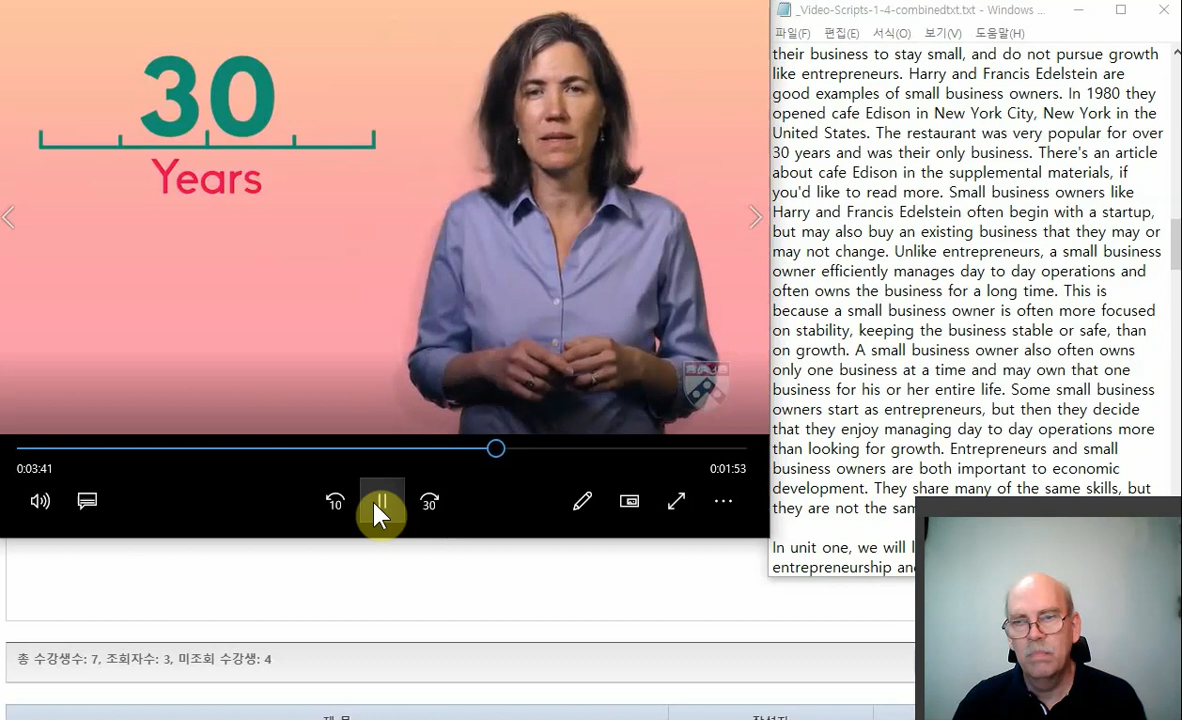 30
Years
0:03:41
0:01:53
10
30
_Video-Scripts-1-4-combinedtxt.txt - Windows ...
파일(F) 편집(E) 서식(O) 보기(V) 도움말(H)
their business to stay small, and do not pursue growth
like entrepreneurs. Harry and Francis Edelstein are
good examples of small business owners. In 1980 they
opened cafe Edison in New York City, New York in the
United States. The restaurant was very popular for over
30 years and was their only business. There's an article
about cafe Edison in the supplemental materials, if
you'd like to read more. Small business owners like
Harry and Francis Edelstein often begin with a startup,
but may also buy an existing business that they may or
may not change. Unlike entrepreneurs, a small business
owner efficiently manages day to day operations and
often owns the business for a long time. This is
because a small business owner is often more focused
on stability, keeping the business stable or safe, than
on growth. A small business owner also often owns
only one business at a time and may own that one
business for his or her entire life. Some small business
owners start as entrepreneurs, but then they decide
that they enjoy managing day to day operations more
than looking for growth. Entrepreneurs and small
business owners are both important to economic
development. They share many of the same skills, but
they are not the sam
In unit one, we will l
entrepreneurship an
총 수강생수: 7, 조회자수: 3, 미조회 수강생: 4